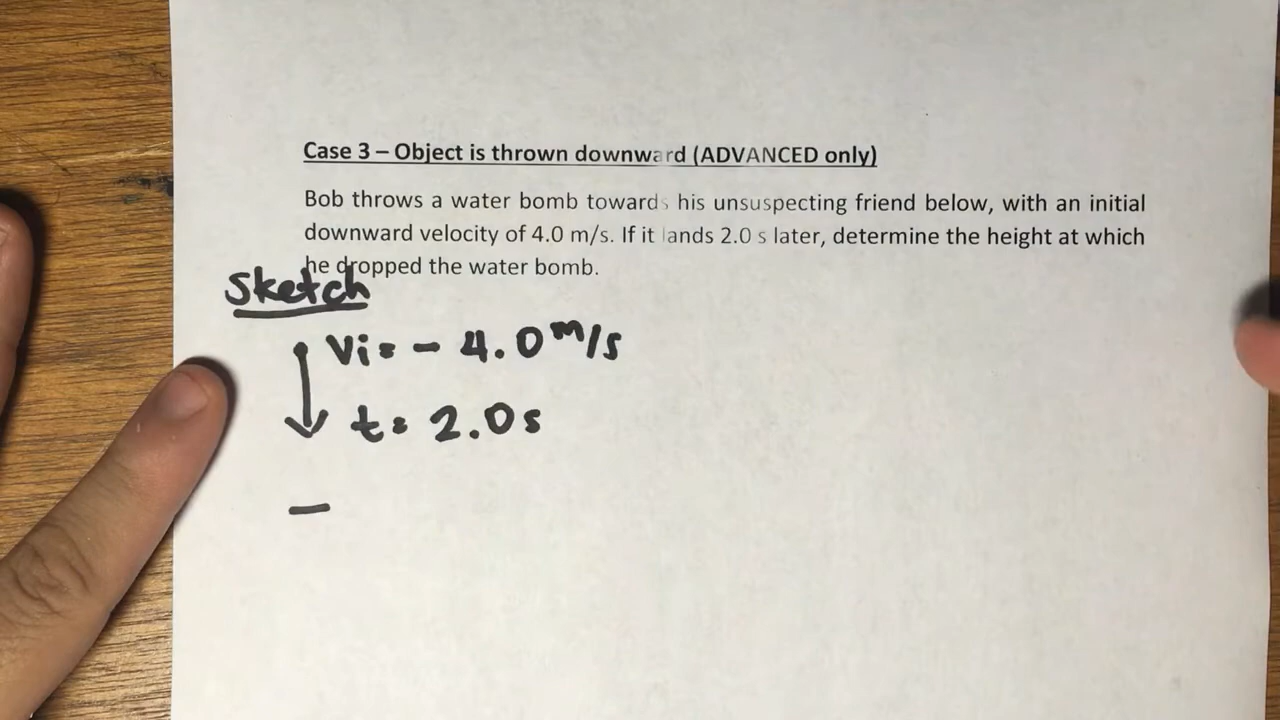 Case 3 – Object is thrown downward (ADVANCED only)
Bob throws a water bomb towards his unsuspecting friend below, with an initial
downward velocity of 4.0 m/s. If it lands 2.0 s later, determine the height at which
he dropped the water bomb.
Sketch
Vi = - 4.0 m/s
t = 2.0s